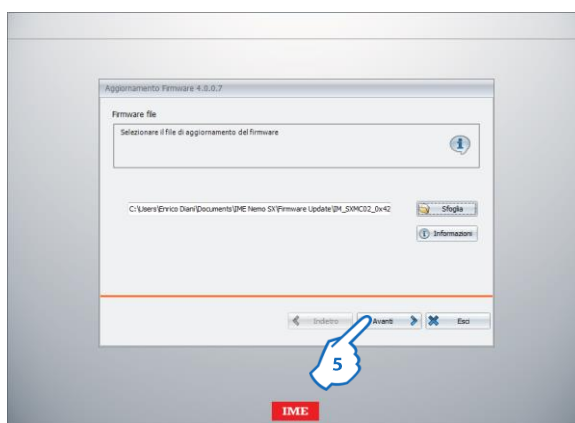 Aggiornamento Firmware 4.0.0.7
Firmware file
Selezionare il file di aggiornamento del firmware
C:\Users\Enrico Diani\Documents\IME Nemo SX\Firmware Update\IM_SXMC02_0x42
Sfoglia
Informazioni
Indietro
Avanti
Esci
5
IME